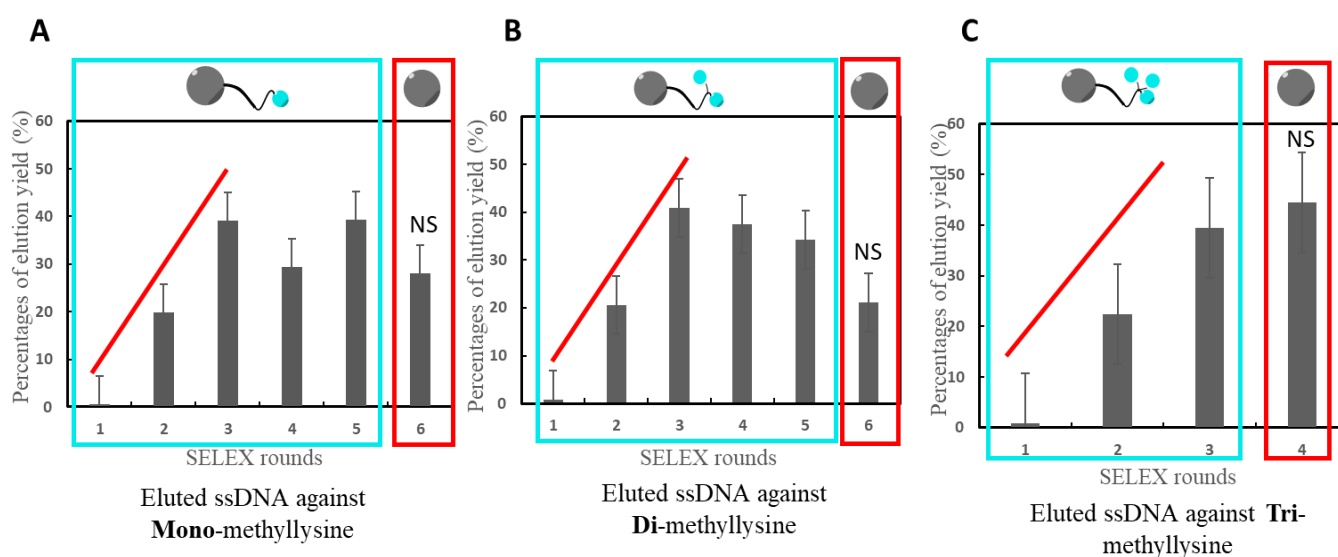 A
Percentages of elution yield (%)
60
50
40
30
20
10
0
NS
1 2 3 4 5 6
SELEX rounds
Eluted ssDNA against
Mono-methyllysine
B
Percentages of elution yield (%)
60
50
40
30
20
10
0
NS
1 2 3 4 5 6
SELEX rounds
Eluted ssDNA against
Di-methyllysine
C
Percentages of elution yield (%)
60
50
40
30
20
10
0
NS
1 2 3 4
SELEX rounds
Eluted ssDNA against Tri-
methyllysine